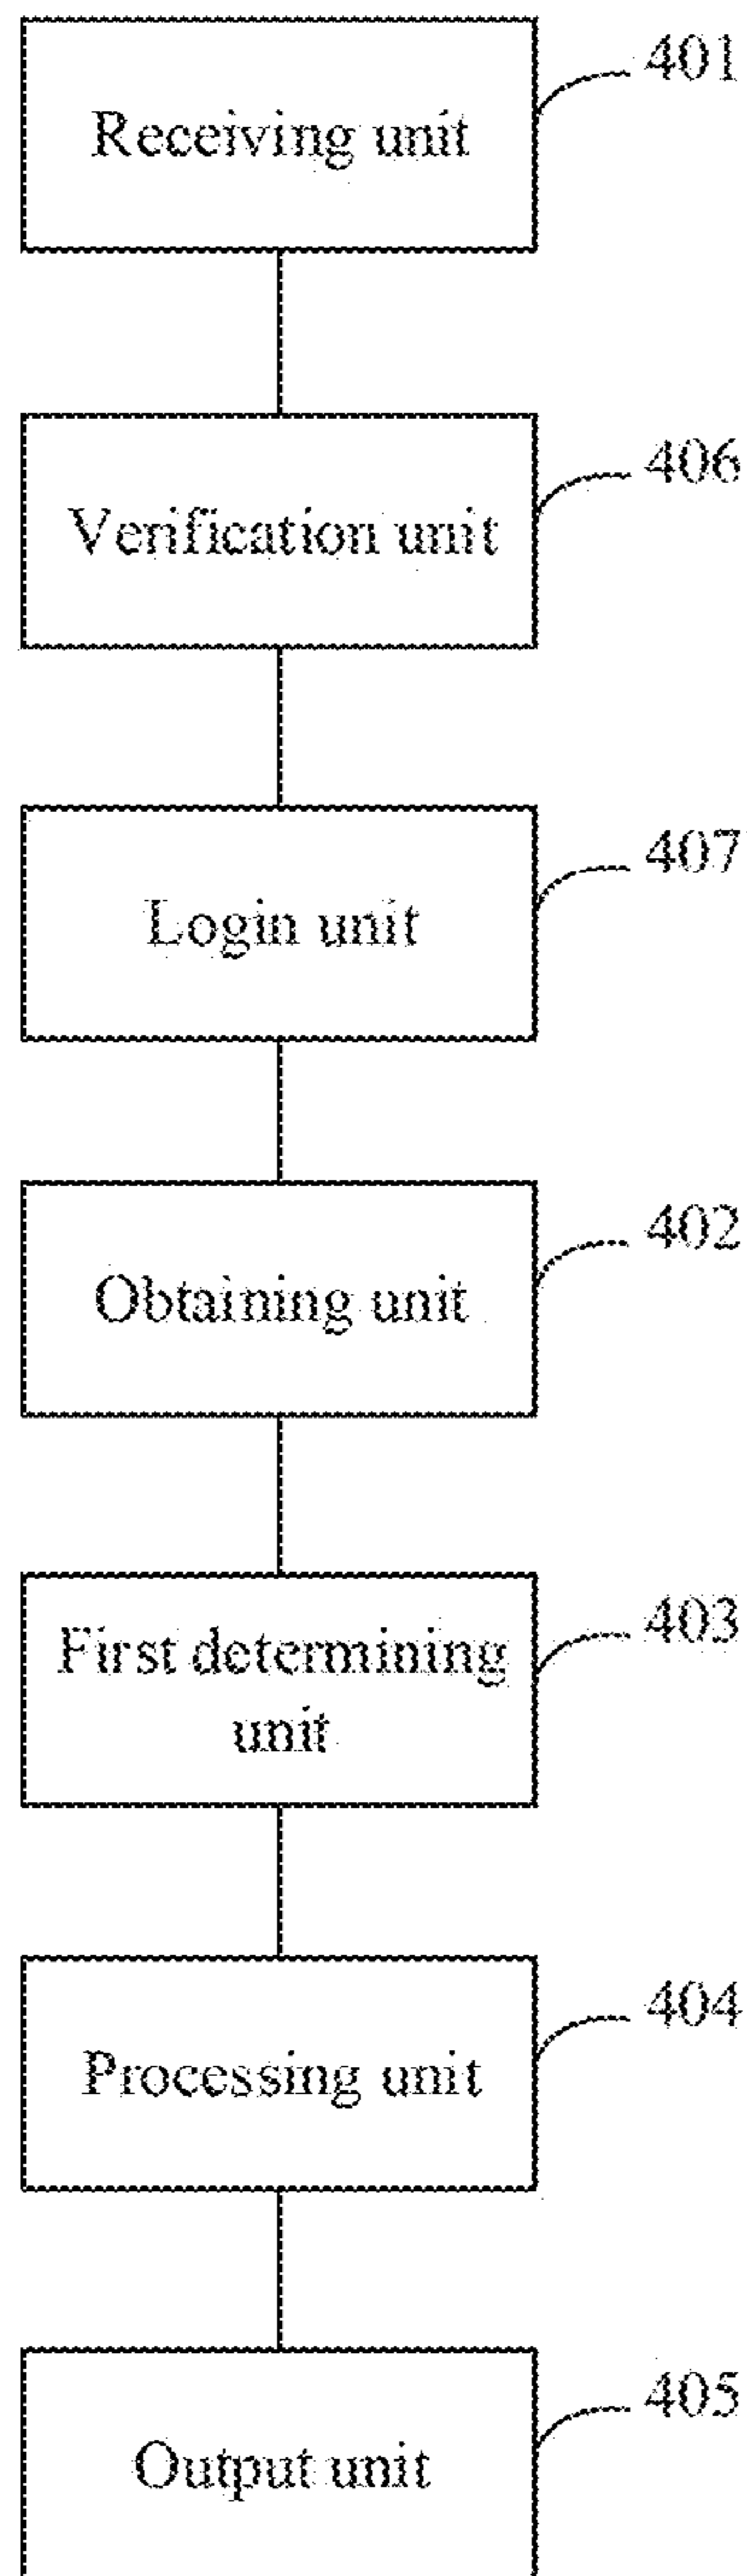 Receiving unit
401
Verification unit
406
Login unit
407
Obtaining unit
402
First determining
unit
403
Processing unit
404
Output unit
405